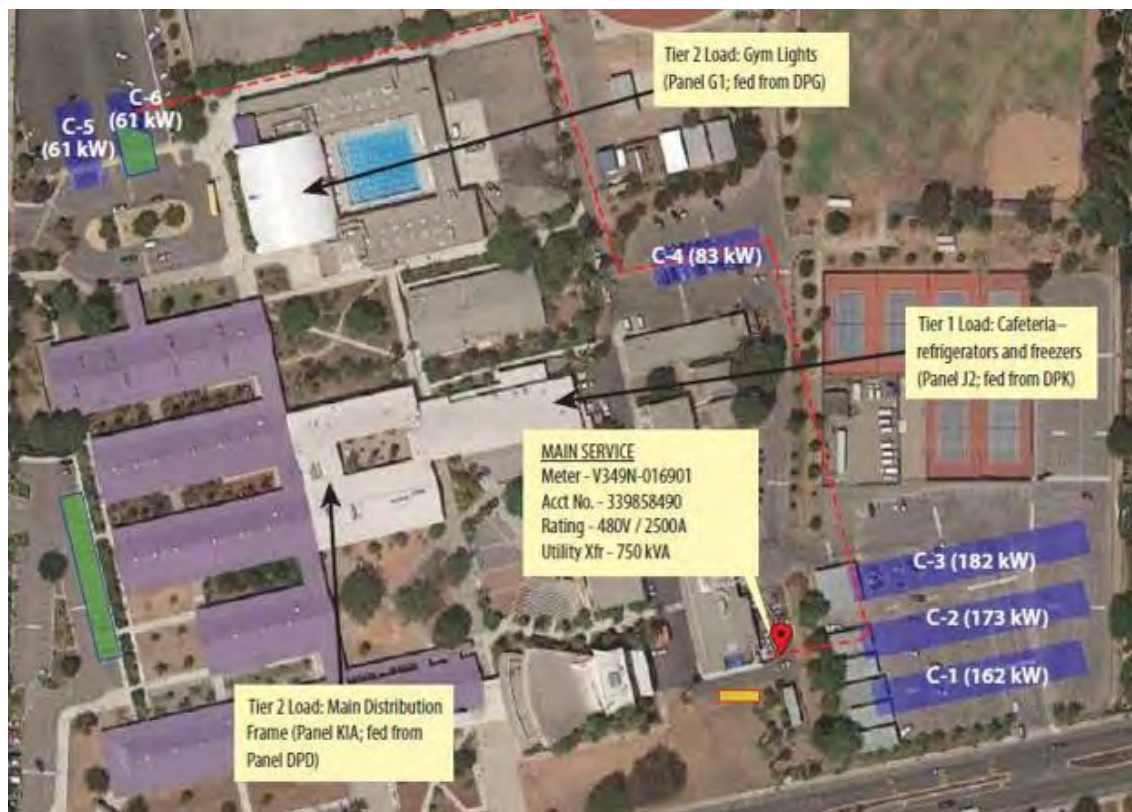 Tier 2 Load: Gym Lights
(Panel G1; fed from DPG)
C-6
(61 kW)
C-5
(61 kW)
C-4 (83 kW)
Tier 1 Load: Cafeteria–
refrigerators and freezers
(Panel J2; fed from DPK)
MAIN SERVICE
Meter - V349N-016901
Acct No. - 339858490
Rating - 480V / 2500A
Utility Xfr - 750 kVA
C-3 (182 kW)
C-2 (173 kW)
C-1 (162 kW)
Tier 2 Load: Main Distribution
Frame (Panel KIA; fed from
Panel DPD)